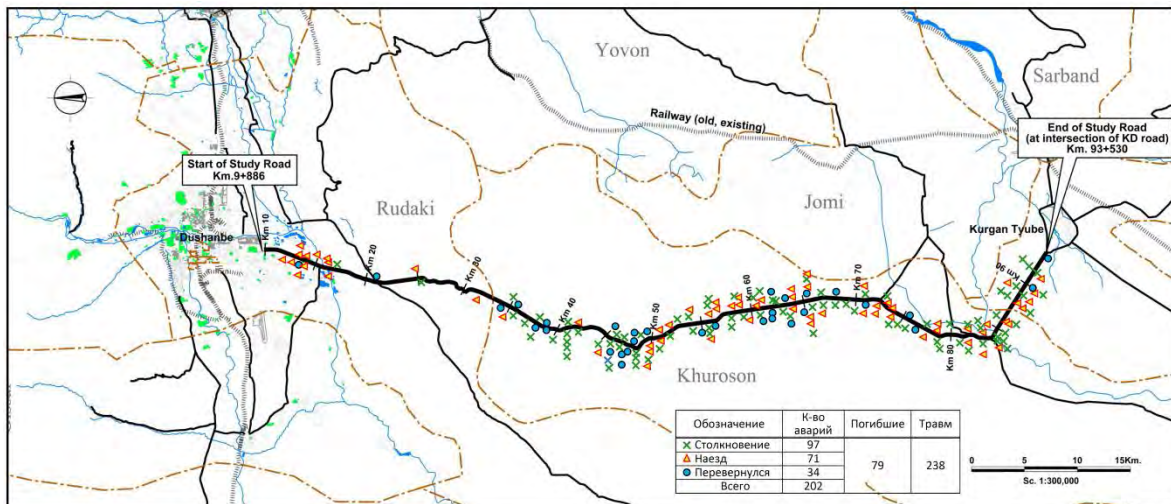 Yovon
Sarband
Railway (old, existing)
End of Study Road
(at intersection of KD road)
Km. 93+530
Start of Study Road
Km.9+886
Rudaki
Jomi
Km 10
Dushanbe
Kurgan Tyube
Km 20
Km 30
Km 40
Km 50
Km 60
Km 70
Km 80
Km 90
Khuroson
Обозначение К-во аварий Погибшие Травм
Столкновение 97
Наезд 71
Перевернулся 34
79 238
Всего 202
0 5 10 15Km.
Sc. 1:300,000